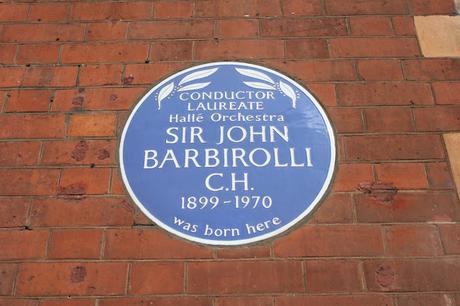 CONDUCTOR
LAUREATE
Hallé Orchestra
SIR JOHN
BARBIROLLI
C.H.
1899-1970
was born here